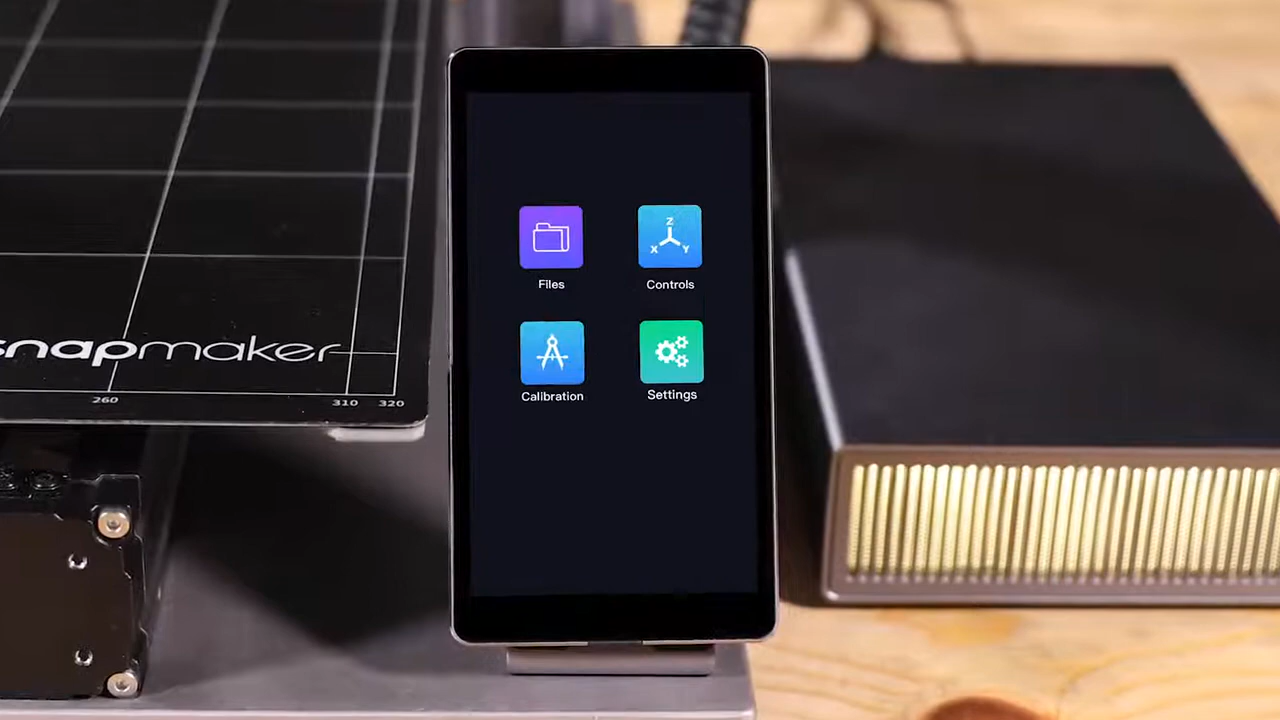 snapmaker
260
310
320
Files
Z
X
Y
Controls
Calibration
Settings